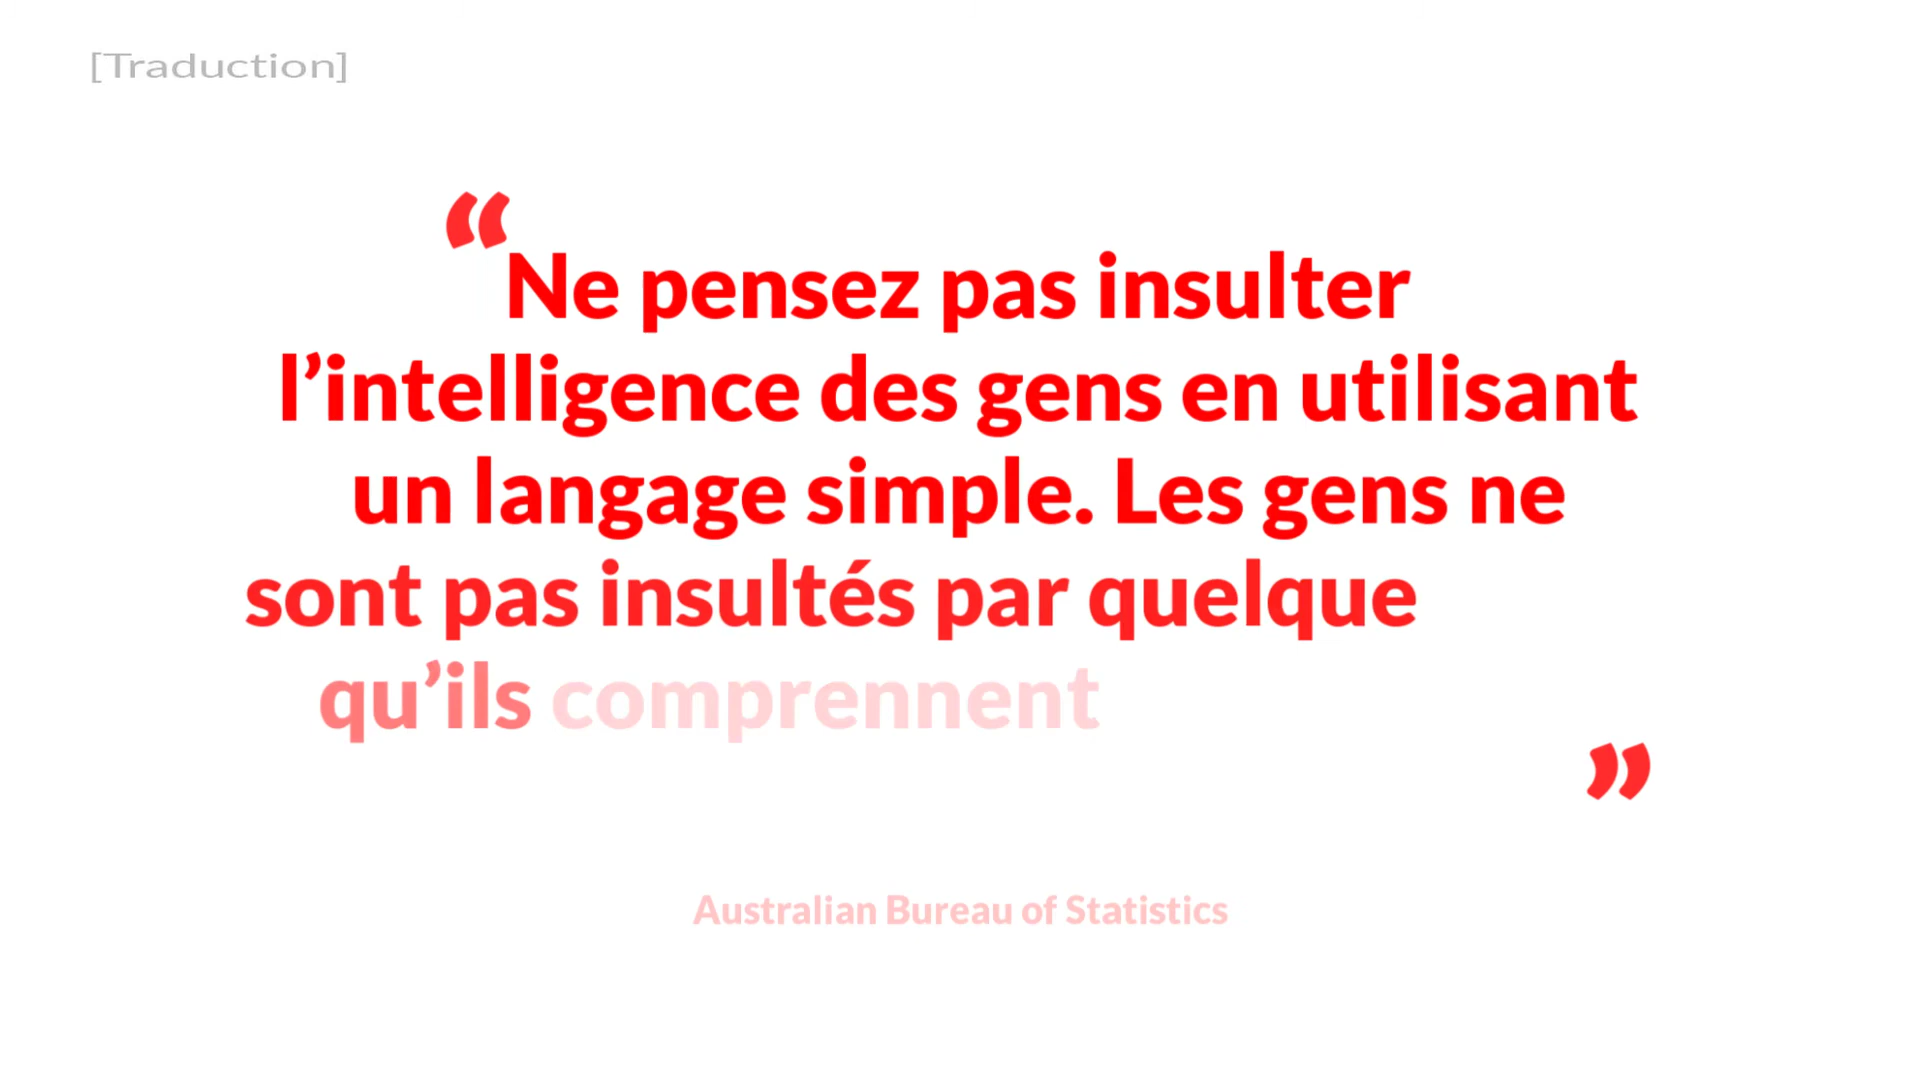 [Traduction]
“Ne pensez pas insulter
l’intelligence des gens en utilisant
un langage simple. Les gens ne
sont pas insultés par quelque
qu’ils comprennent
”
Australian Bureau of Statistics